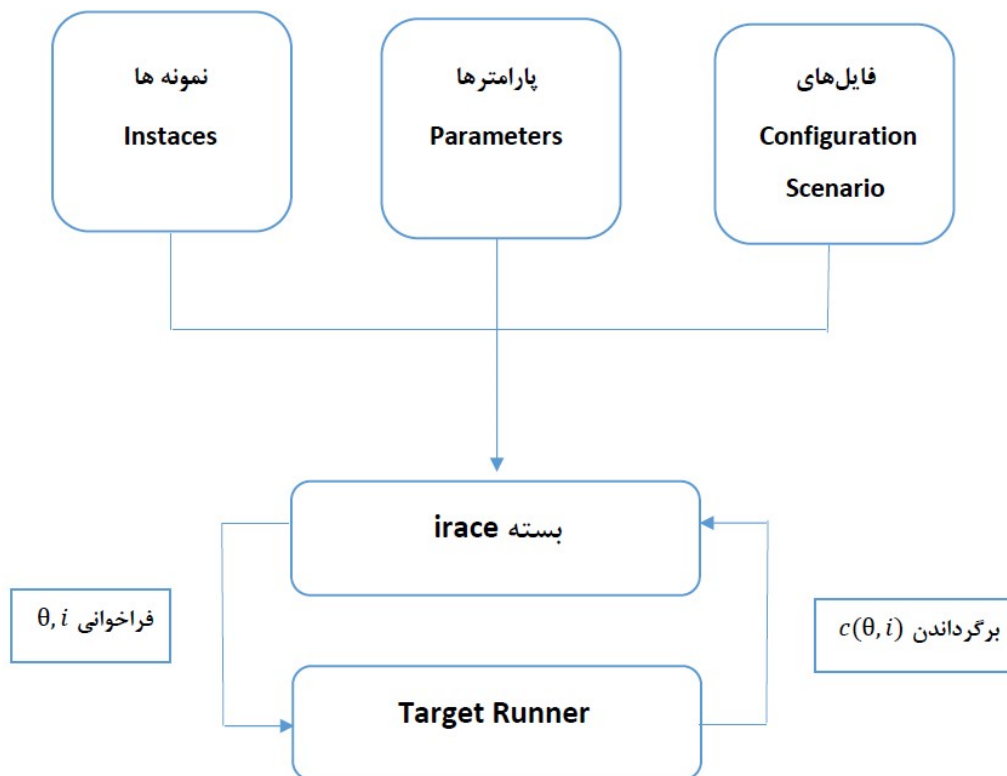 نمونه ها
Instaces
پارامترها
Parameters
فایل‌های
Configuration
Scenario
بسته irace
فراخوانی θ, i
برگرداندن c(θ, i)
Target Runner